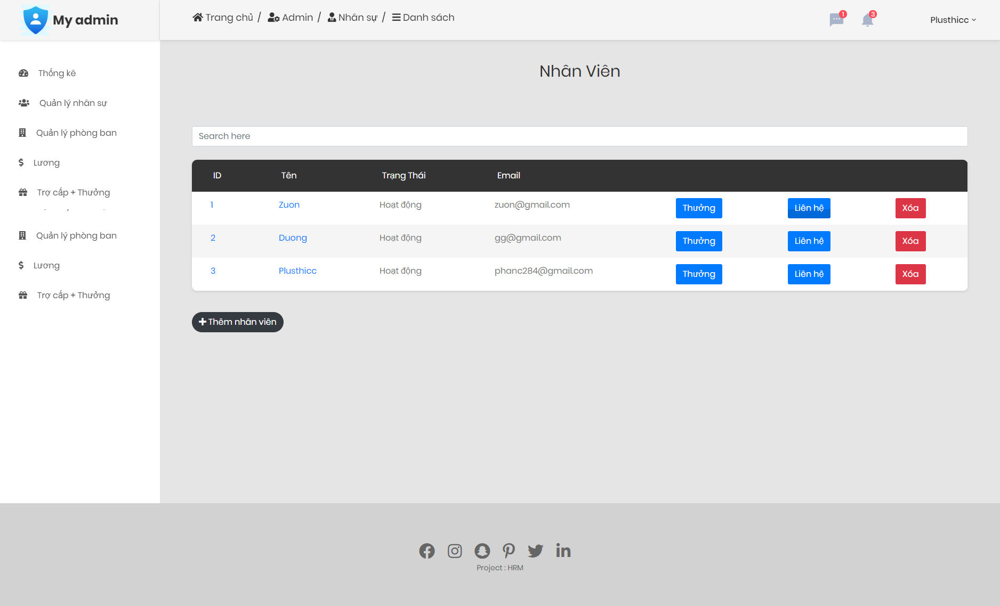 My admin
Trang chủ / Admin / Nhân sự / Danh sách
1
3
Plusthicc
Thống kê
Quản lý nhân sự
Quản lý phòng ban
Lương
Trợ cấp + Thưởng
Quản lý phòng ban
Lương
Trợ cấp + Thưởng
Nhân Viên
Search here
ID Tên Trạng Thái Email
1 Zuon Hoạt động zuon@gmail.com Thưởng Liên hệ Xóa
2 Duong Hoạt động gg@gmail.com Thưởng Liên hệ Xóa
3 Plusthicc Hoạt động phanc284@gmail.com Thưởng Liên hệ Xóa
Thêm nhân viên
Project : HRM